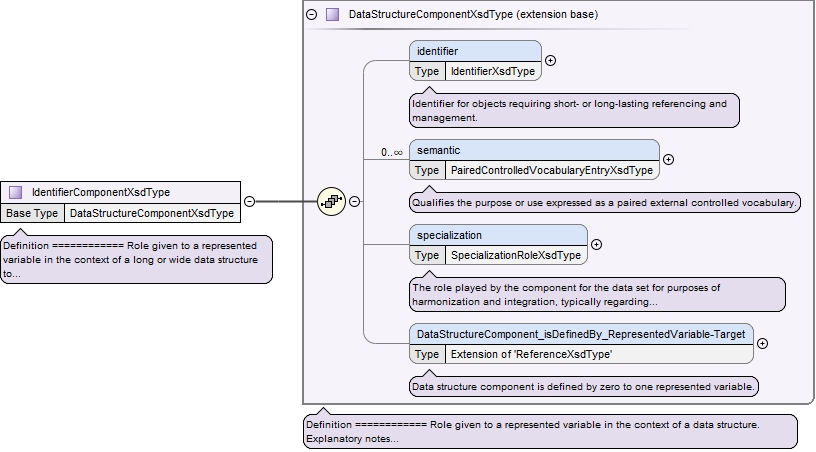 DataStructureComponentXsdType (extension base)
identifier
Type IdentifierXsdType
Identifier for objects requiring short- or long-lasting referencing and
management.
0..∞
semantic
Type PairedControlledVocabularyEntryXsdType
Qualifies the purpose or use expressed as a paired external controlled vocabulary.
IdentifierComponentXsdType
Base Type DataStructureComponentXsdType
Definition ============ Role given to a represented
variable in the context of a long or wide data structure
to...
specialization
Type SpecializationRoleXsdType
The role played by the component for the data set for purposes of
harmonization and integration, typically regarding...
DataStructureComponent_isDefinedBy_RepresentedVariable-Target
Type Extension of 'ReferenceXsdType'
Data structure component is defined by zero to one represented variable.
Definition ============ Role given to a represented variable in the context of a data structure.
Explanatory notes...